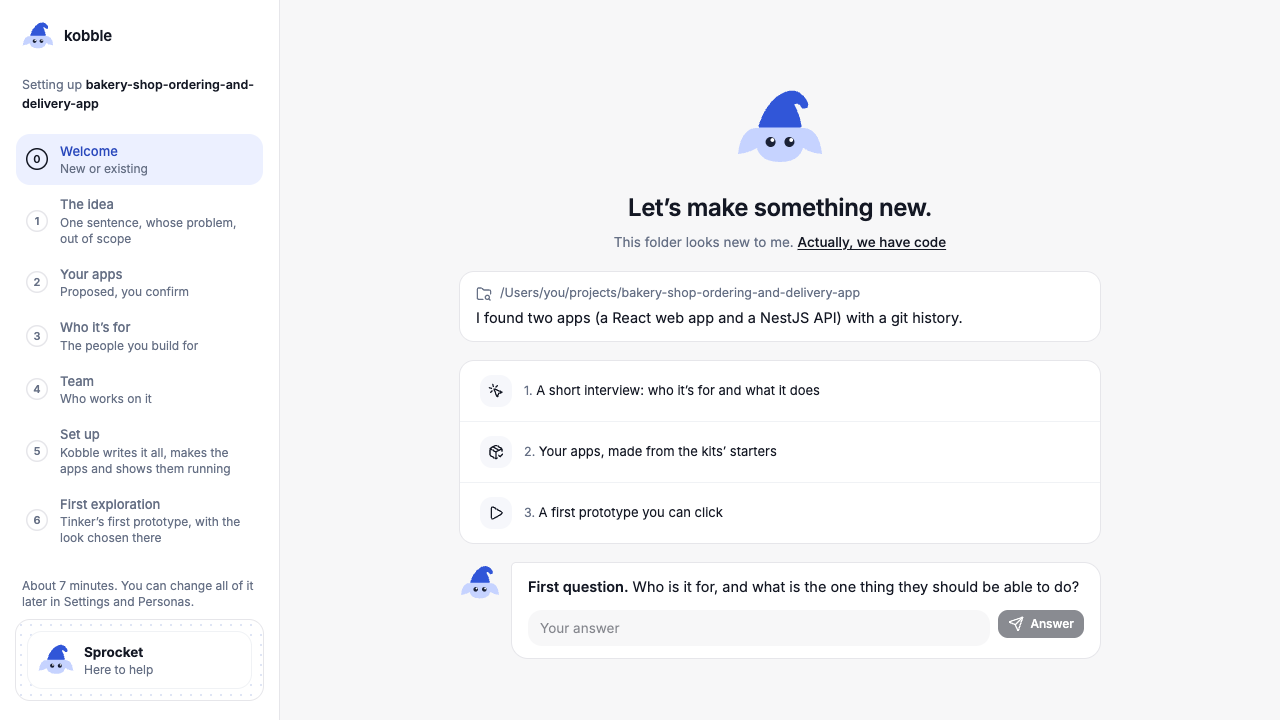 kobble
Setting up bakery-shop-ordering-and-
delivery-app
0
Welcome
New or existing
1
The idea
One sentence, whose problem,
out of scope
2
Your apps
Proposed, you confirm
3
Who it’s for
The people you build for
4
Team
Who works on it
5
Set up
Kobble writes it all, makes the
apps and shows them running
6
First exploration
Tinker’s first prototype, with the
look chosen there
About 7 minutes. You can change all of it
later in Settings and Personas.
Sprocket
Here to help
Let’s make something new.
This folder looks new to me. Actually, we have code
/Users/you/projects/bakery-shop-ordering-and-delivery-app
I found two apps (a React web app and a NestJS API) with a git history.
1. A short interview: who it’s for and what it does
2. Your apps, made from the kits’ starters
3. A first prototype you can click
First question. Who is it for, and what is the one thing they should be able to do?
Your answer
Answer